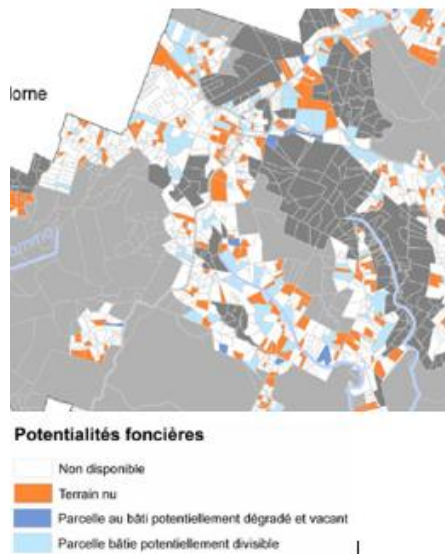 lorne
Potentialités foncières
Non disponible
Terrain nu
Parcelle au bâti potentiellement dégradé et vacant
Parcelle bâtie potentiellement divisible